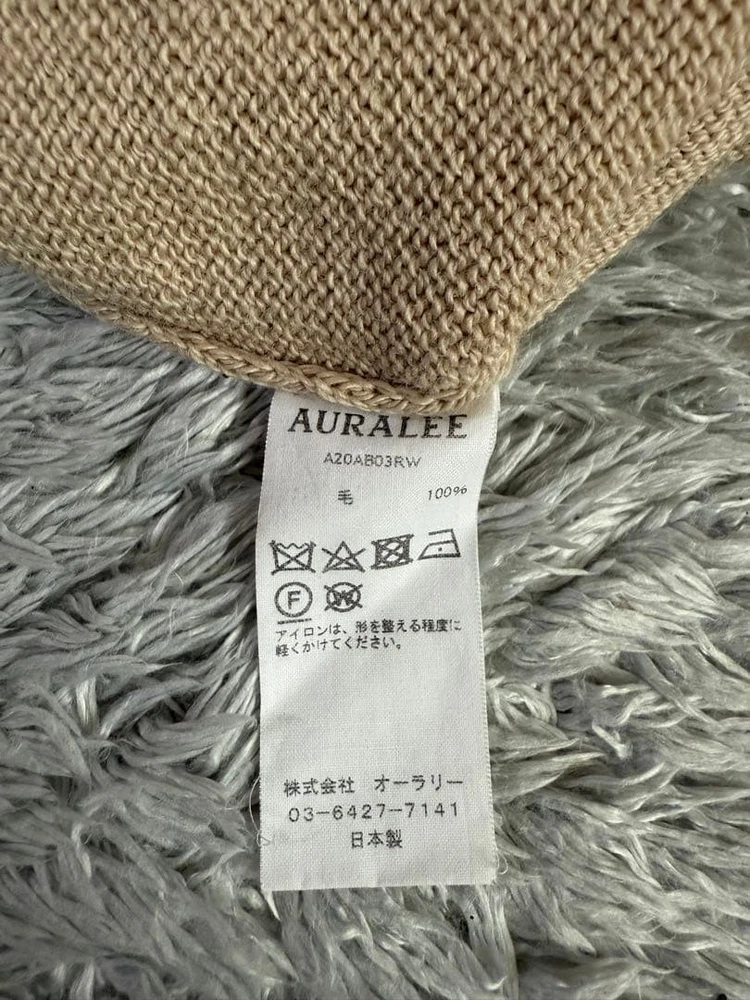 AURALEE
A20AB03RW
毛 100%
F W
アイロンは、形を整える程度に
軽くかけてください。
株式会社 オーラリー
03-6427-7141
日本製